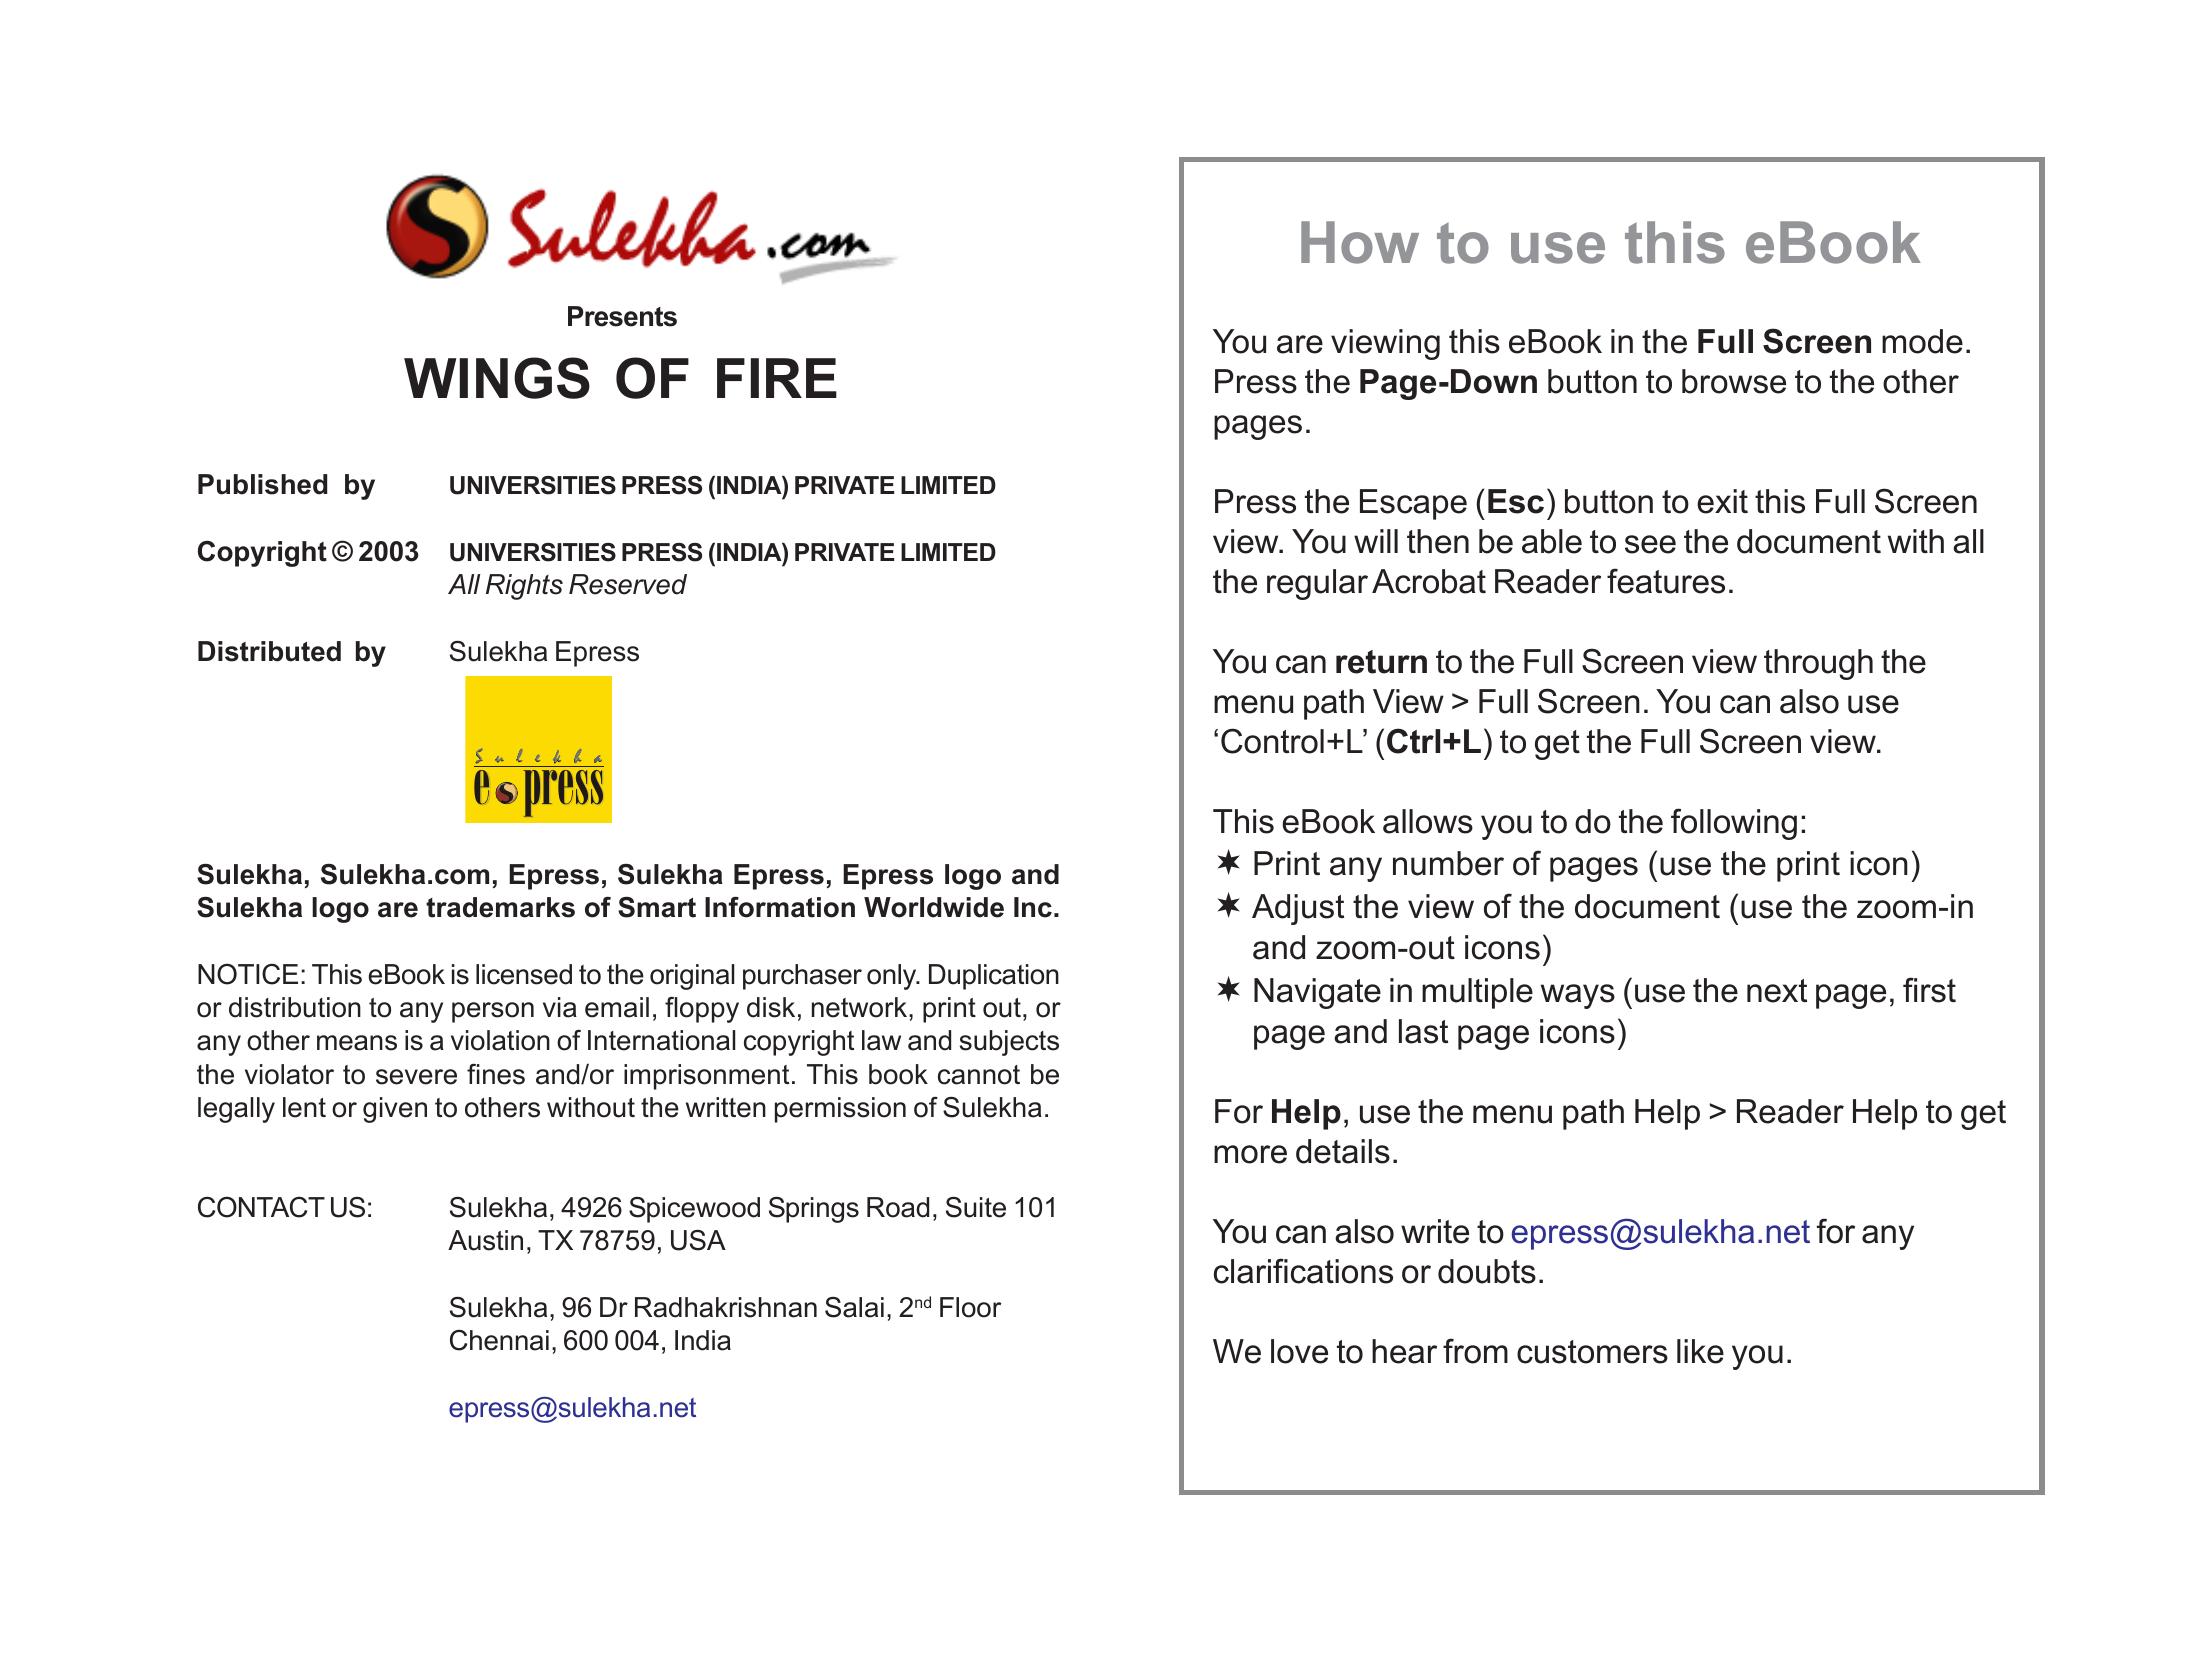 Sulekha.com
Presents
WINGS OF FIRE
Published by UNIVERSITIES PRESS (INDIA) PRIVATE LIMITED
Copyright © 2003 UNIVERSITIES PRESS (INDIA) PRIVATE LIMITED
All Rights Reserved
Distributed by Sulekha Epress
Sulekha
e press
Sulekha, Sulekha.com, Epress, Sulekha Epress, Epress logo and
Sulekha logo are trademarks of Smart Information Worldwide Inc.
NOTICE: This eBook is licensed to the original purchaser only. Duplication
or distribution to any person via email, floppy disk, network, print out, or
any other means is a violation of International copyright law and subjects
the violator to severe fines and/or imprisonment. This book cannot be
legally lent or given to others without the written permission of Sulekha.
CONTACT US: Sulekha, 4926 Spicewood Springs Road, Suite 101
Austin, TX 78759, USA
Sulekha, 96 Dr Radhakrishnan Salai, 2nd Floor
Chennai, 600 004, India
epress@sulekha.net
How to use this eBook
You are viewing this eBook in the Full Screen mode.
Press the Page-Down button to browse to the other
pages.
Press the Escape (Esc) button to exit this Full Screen
view. You will then be able to see the document with all
the regular Acrobat Reader features.
You can return to the Full Screen view through the
menu path View > Full Screen. You can also use
‘Control+L’ (Ctrl+L) to get the Full Screen view.
This eBook allows you to do the following:
✶ Print any number of pages (use the print icon)
✶ Adjust the view of the document (use the zoom-in
and zoom-out icons)
✶ Navigate in multiple ways (use the next page, first
page and last page icons)
For Help, use the menu path Help > Reader Help to get
more details.
You can also write to epress@sulekha.net for any
clarifications or doubts.
We love to hear from customers like you.